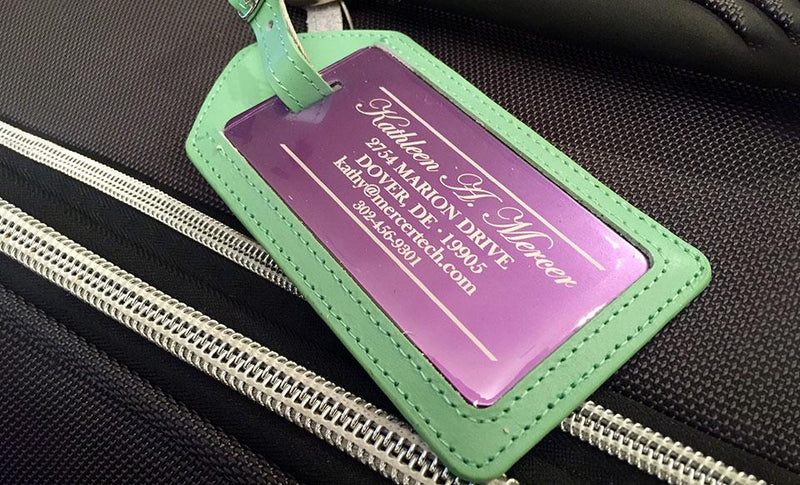 Kathleen A. Mercer
2754 MARION DRIVE
DOVER, DE · 19905
kathy@mercertech.com
302-456-9301